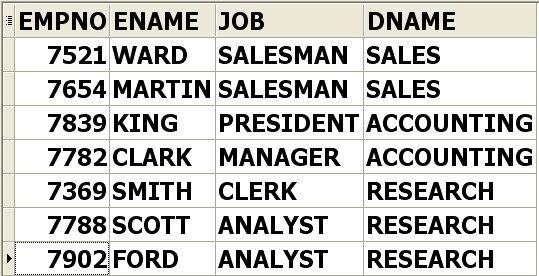 EMPNO ENAME JOB DNAME
7521 WARD SALESMAN SALES
7654 MARTIN SALESMAN SALES
7839 KING PRESIDENT ACCOUNTING
7782 CLARK MANAGER ACCOUNTING
7369 SMITH CLERK RESEARCH
7788 SCOTT ANALYST RESEARCH
7902 FORD ANALYST RESEARCH